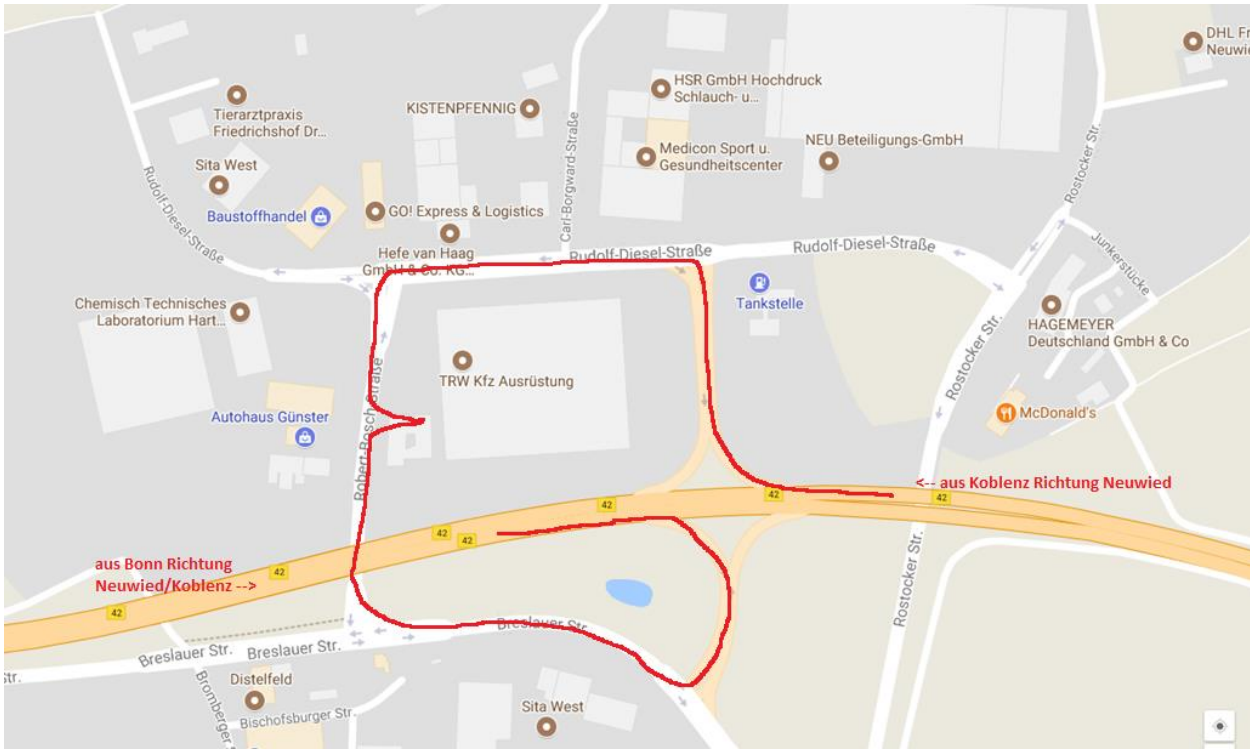 DHL Fr
Neuwie
HSR GmbH Hochdruck
Schlauch- u...
Tierarztpraxis
Friedrichshof Dr...
KISTENPFENNIG
Carl-Borgward-Straße
Medicon Sport u.
Gesundheitscenter
NEU Beteiligungs-GmbH
Rostocker Str.
Sita West
Rudolf-Diesel-Straße
Baustoffhandel
GO! Express & Logistics
Hefe van Haag
GmbH & Co. KG...
Rudolf-Diesel-Straße
Rudolf-Diesel-Straße
Junkerstücke
Chemisch Technisches
Laboratorium Hart...
Tankstelle
HAGEMEYER
Deutschland GmbH & Co
Rostocker Str.
TRW Kfz Ausrüstung
Autohaus Günster
Robert-Bosch-Straße
McDonald's
<-- aus Koblenz Richtung Neuwied
42
42
42
42
42
aus Bonn Richtung
Neuwied/Koblenz -->
42
42
Rostocker Str.
Breslauer Str.
Breslauer Str.
Breslauer Str.
str.
Distelfeld
Bromberger S
Bischofsburger Str.
Sita West